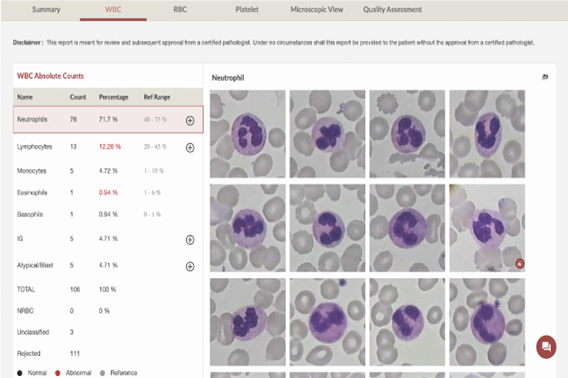 Summary WBC RBC Platelet Microscopic View Quality Assessment
Disclaimer : This report is meant for review and subsequent approval from a certified pathologist. Under no circumstances shall this report be provided to the patient without the approval from a certified pathologist.
WBC Absolute Counts
Name Count Percentage Ref Range
Neutrophils 76 71.7 % 40 - 75 %
Lymphocytes 13 12.26 % 20 - 45 %
Monocytes 5 4.72 % 1 - 10 %
Eosinophils 1 0.94 % 1 - 6 %
Basophils 1 0.94 % 0 - 1 %
IG 5 4.71 %
Atypical/Blast 5 4.71 %
TOTAL 106 100 %
NRBC 0 0 %
Unclassified 3
Rejected 111
Normal Abnormal Reference
Neutrophil